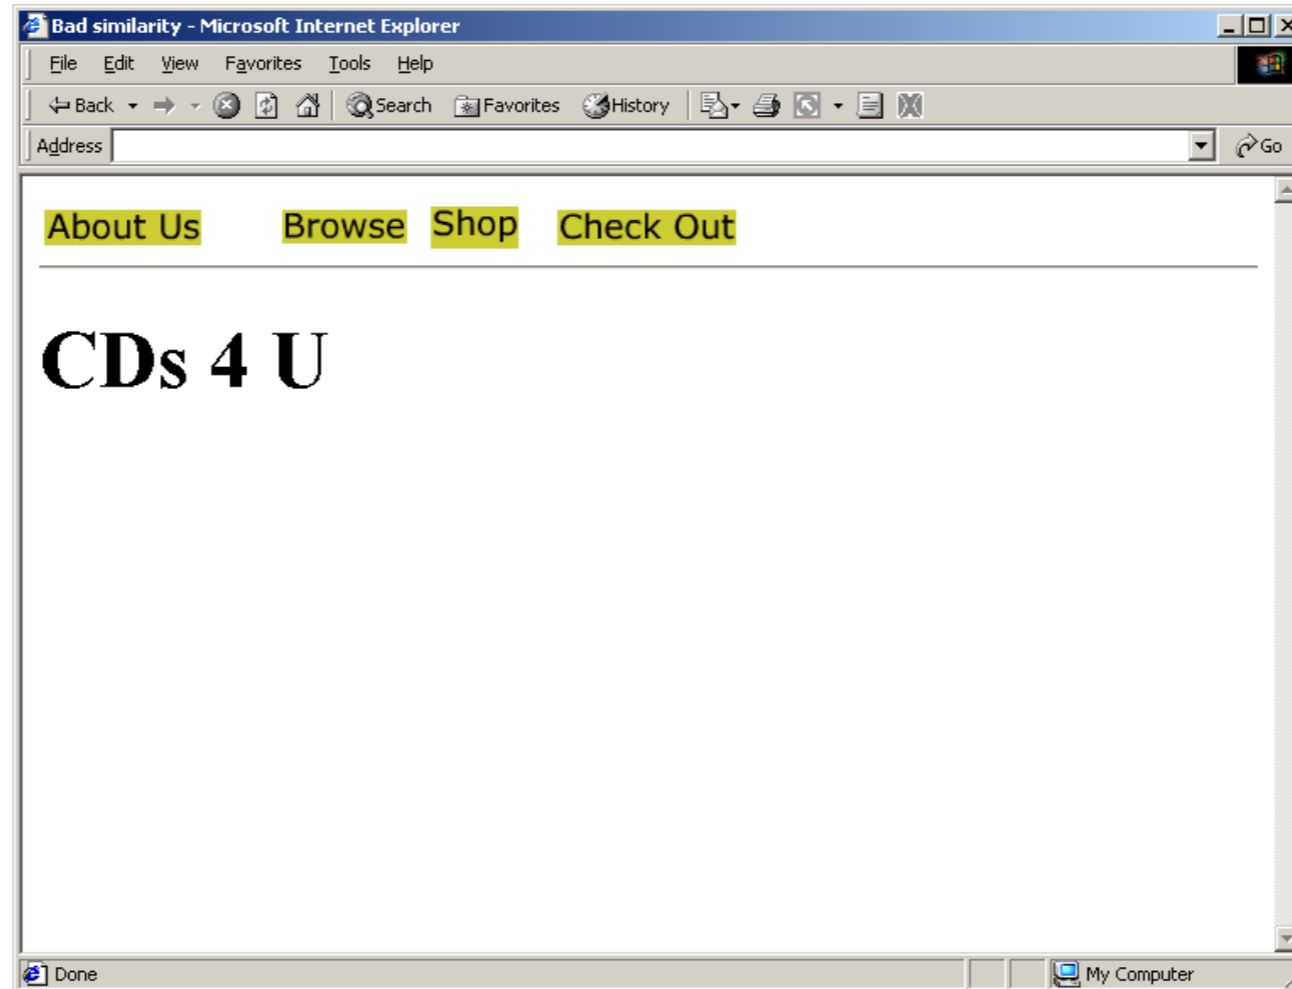 Bad similarity - Microsoft Internet Explorer
File Edit View Favorites Tools Help
Back Search Favorites History
Address Go
About Us Browse Shop Check Out
CDs 4 U
Done My Computer